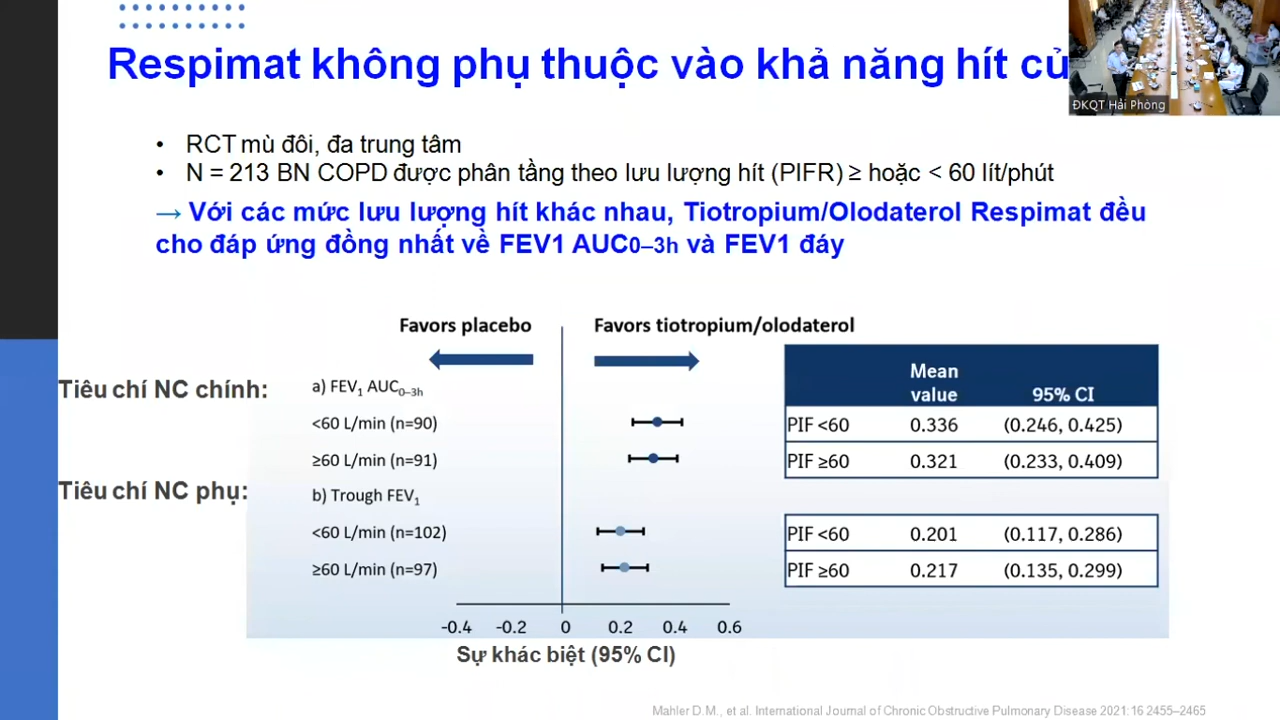 Respimat không phụ thuộc vào khả năng hít củ
ĐKQT Hải Phòng
• RCT mù đôi, đa trung tâm
• N = 213 BN COPD được phân tầng theo lưu lượng hít (PIFR) ≥ hoặc < 60 lít/phút
→ Với các mức lưu lượng hít khác nhau, Tiotropium/Olodaterol Respimat đều
cho đáp ứng đồng nhất về FEV1 AUC0–3h và FEV1 đáy
Favors placebo
Favors tiotropium/olodaterol
Mean value 95% CI
Tiêu chí NC chính:
a) FEV1 AUC0–3h
<60 L/min (n=90)
PIF <60 0.336 (0.246, 0.425)
≥60 L/min (n=91)
PIF ≥60 0.321 (0.233, 0.409)
Tiêu chí NC phụ:
b) Trough FEV1
<60 L/min (n=102)
PIF <60 0.201 (0.117, 0.286)
≥60 L/min (n=97)
PIF ≥60 0.217 (0.135, 0.299)
-0.4 -0.2 0 0.2 0.4 0.6
Sự khác biệt (95% CI)
Mahler D.M., et al. International Journal of Chronic Obstructive Pulmonary Disease 2021:16 2455–2465